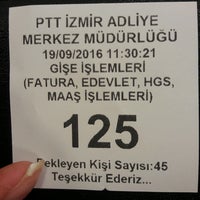 PTT İZMİR ADLİYE
MERKEZ MÜDÜRLÜĞÜ
19/09/2016 11:30:21
GİŞE İŞLEMLERİ
(FATURA, EDEVLET, HGS,
MAAŞ İŞLEMLERİ)
125
Bekleyen Kişi Sayısı:45
Teşekkür Ederiz...